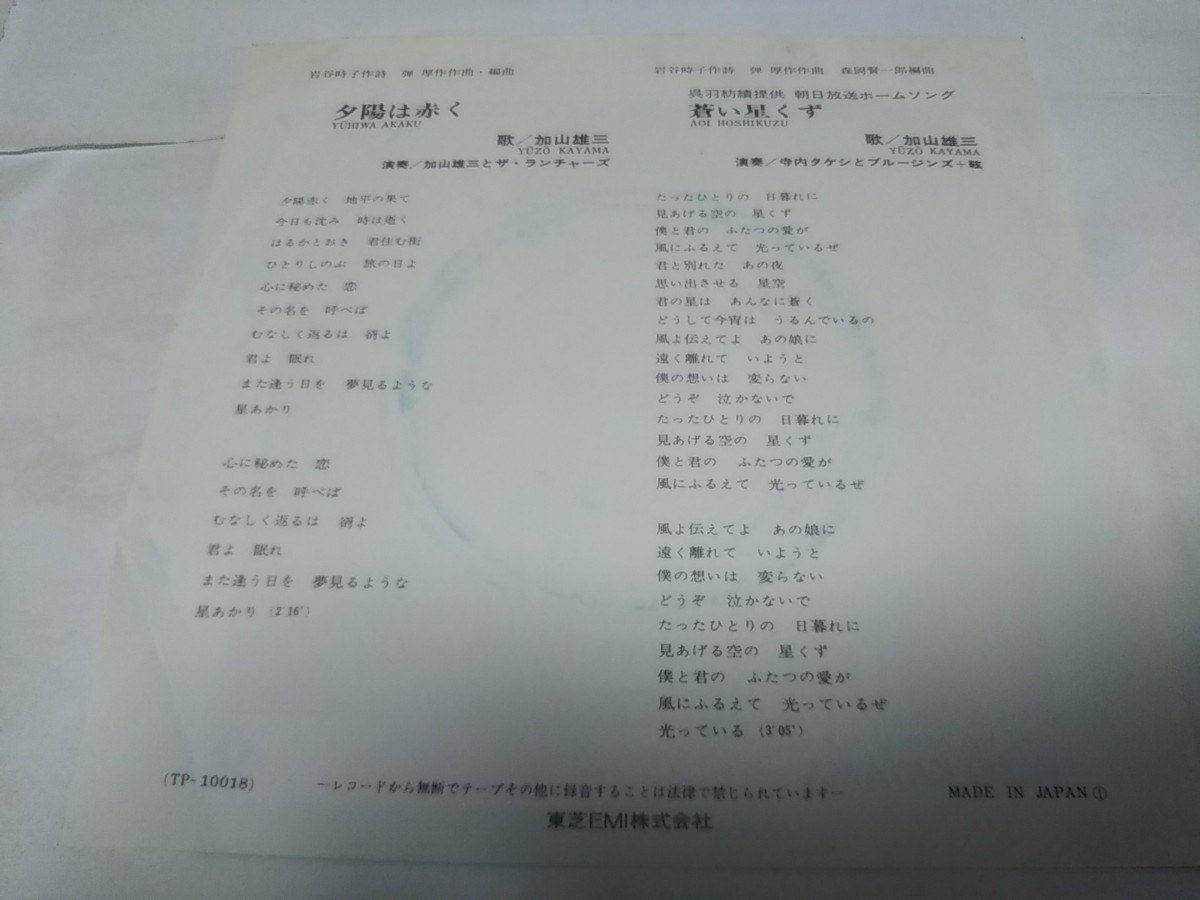 岩谷時子作詩　弾 厚作作曲・編曲
夕陽は赤く
YŪHIWA AKAKU
歌／加山雄三
YŪZŌ KAYAMA
演奏／加山雄三とザ・ランチャーズ
夕陽赤く　地平の果て
今日も沈み　時は逝く
はるかとおき　君住む街
ひとりしのぶ　旅の日よ
心に秘めた　恋
その名を　呼べば
むなしく返るは　谺よ
君よ　眠れ
また逢う日を　夢見るような
星あかり
心に秘めた　恋
その名を　呼べば
むなしく返るは　谺よ
君よ　眠れ
また逢う日を　夢見るような
星あかり (2'16")
岩谷時子作詩　弾 厚作作曲　森岡賢一郎編曲
呉羽紡績提供　朝日放送ホームソング
蒼い星くず
AOI HOSHIKUZU
歌／加山雄三
YŪZŌ KAYAMA
演奏／寺内タケシとブルージンズ＋絃
たったひとりの　日暮れに
見あげる空の　星くず
僕と君の　ふたつの愛が
風にふるえて　光っているぜ
君と別れた　あの夜
思い出させる　星空
君の星は　あんなに蒼く
どうして今宵は　うるんでいるの
風よ伝えてよ　あの娘に
遠く離れて　いようと
僕の想いは　変らない
どうぞ　泣かないで
たったひとりの　日暮れに
見あげる空の　星くず
僕と君の　ふたつの愛が
風にふるえて　光っているぜ
風よ伝えてよ　あの娘に
遠く離れて　いようと
僕の想いは　変らない
どうぞ　泣かないで
たったひとりの　日暮れに
見あげる空の　星くず
僕と君の　ふたつの愛が
風にふるえて　光っているぜ
光っている (3'05")
(TP-10018)
—レコードから無断でテープその他に録音することは法律で禁じられています—
MADE IN JAPAN
東芝EMI株式会社